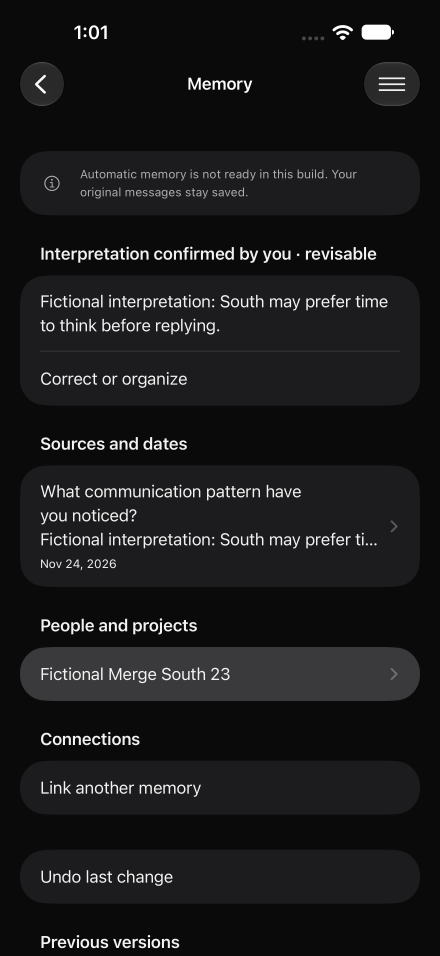 1:01
Memory
Automatic memory is not ready in this build. Your
original messages stay saved.
Interpretation confirmed by you · revisable
Fictional interpretation: South may prefer time
to think before replying.
Correct or organize
Sources and dates
What communication pattern have
you noticed?
Fictional interpretation: South may prefer ti...
Nov 24, 2026
People and projects
Fictional Merge South 23
Connections
Link another memory
Undo last change
Previous versions